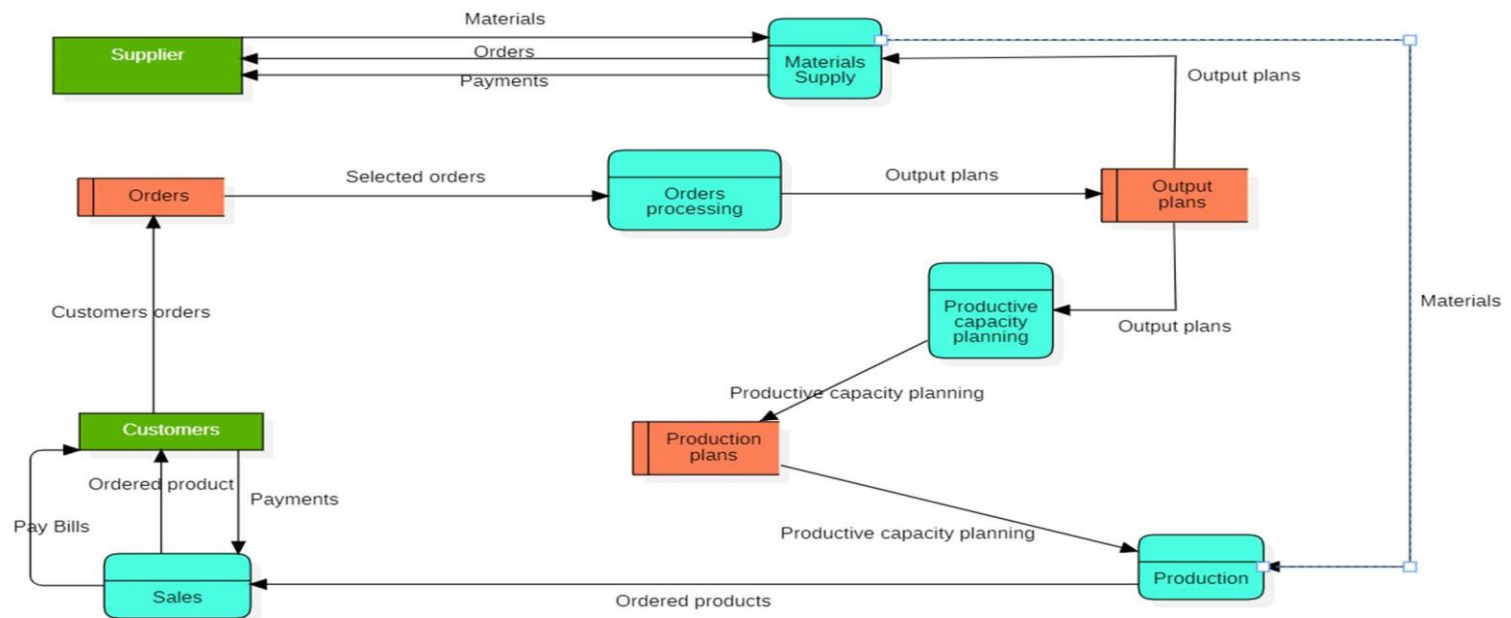 Materials
Supplier
Orders
Payments
Materials
Supply
Output plans
Orders
Selected orders
Orders
processing
Output plans
Output
plans
Customers orders
Productive
capacity
planning
Output plans
Materials
Productive capacity planning
Customers
Production
plans
Ordered product
Payments
Pay Bills
Productive capacity planning
Production
Sales
Ordered products